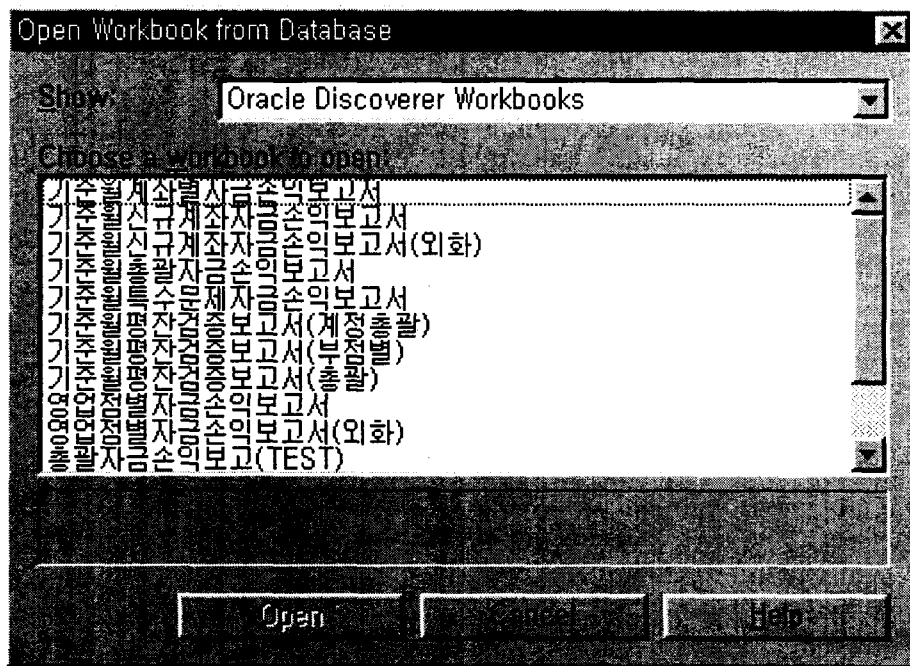 Open Workbook from Database
Show: Oracle Discoverer Workbooks
Choose a workbook to open:
기준월계좌별자금손익보고서
기준월신규계좌자금손익보고서
기준월신규계좌자금손익보고서(외화)
기준월총괄자금손익보고서
기준월특수문제자금손익보고서
기준월평잔검증보고서(계정총괄)
기준월평잔검증보고서(부점별)
기준월평잔검증보고서(총괄)
영업점별자금손익보고서
영업점별자금손익보고서(외화)
총괄자금손익보고(TEST)
Open Cancel Help